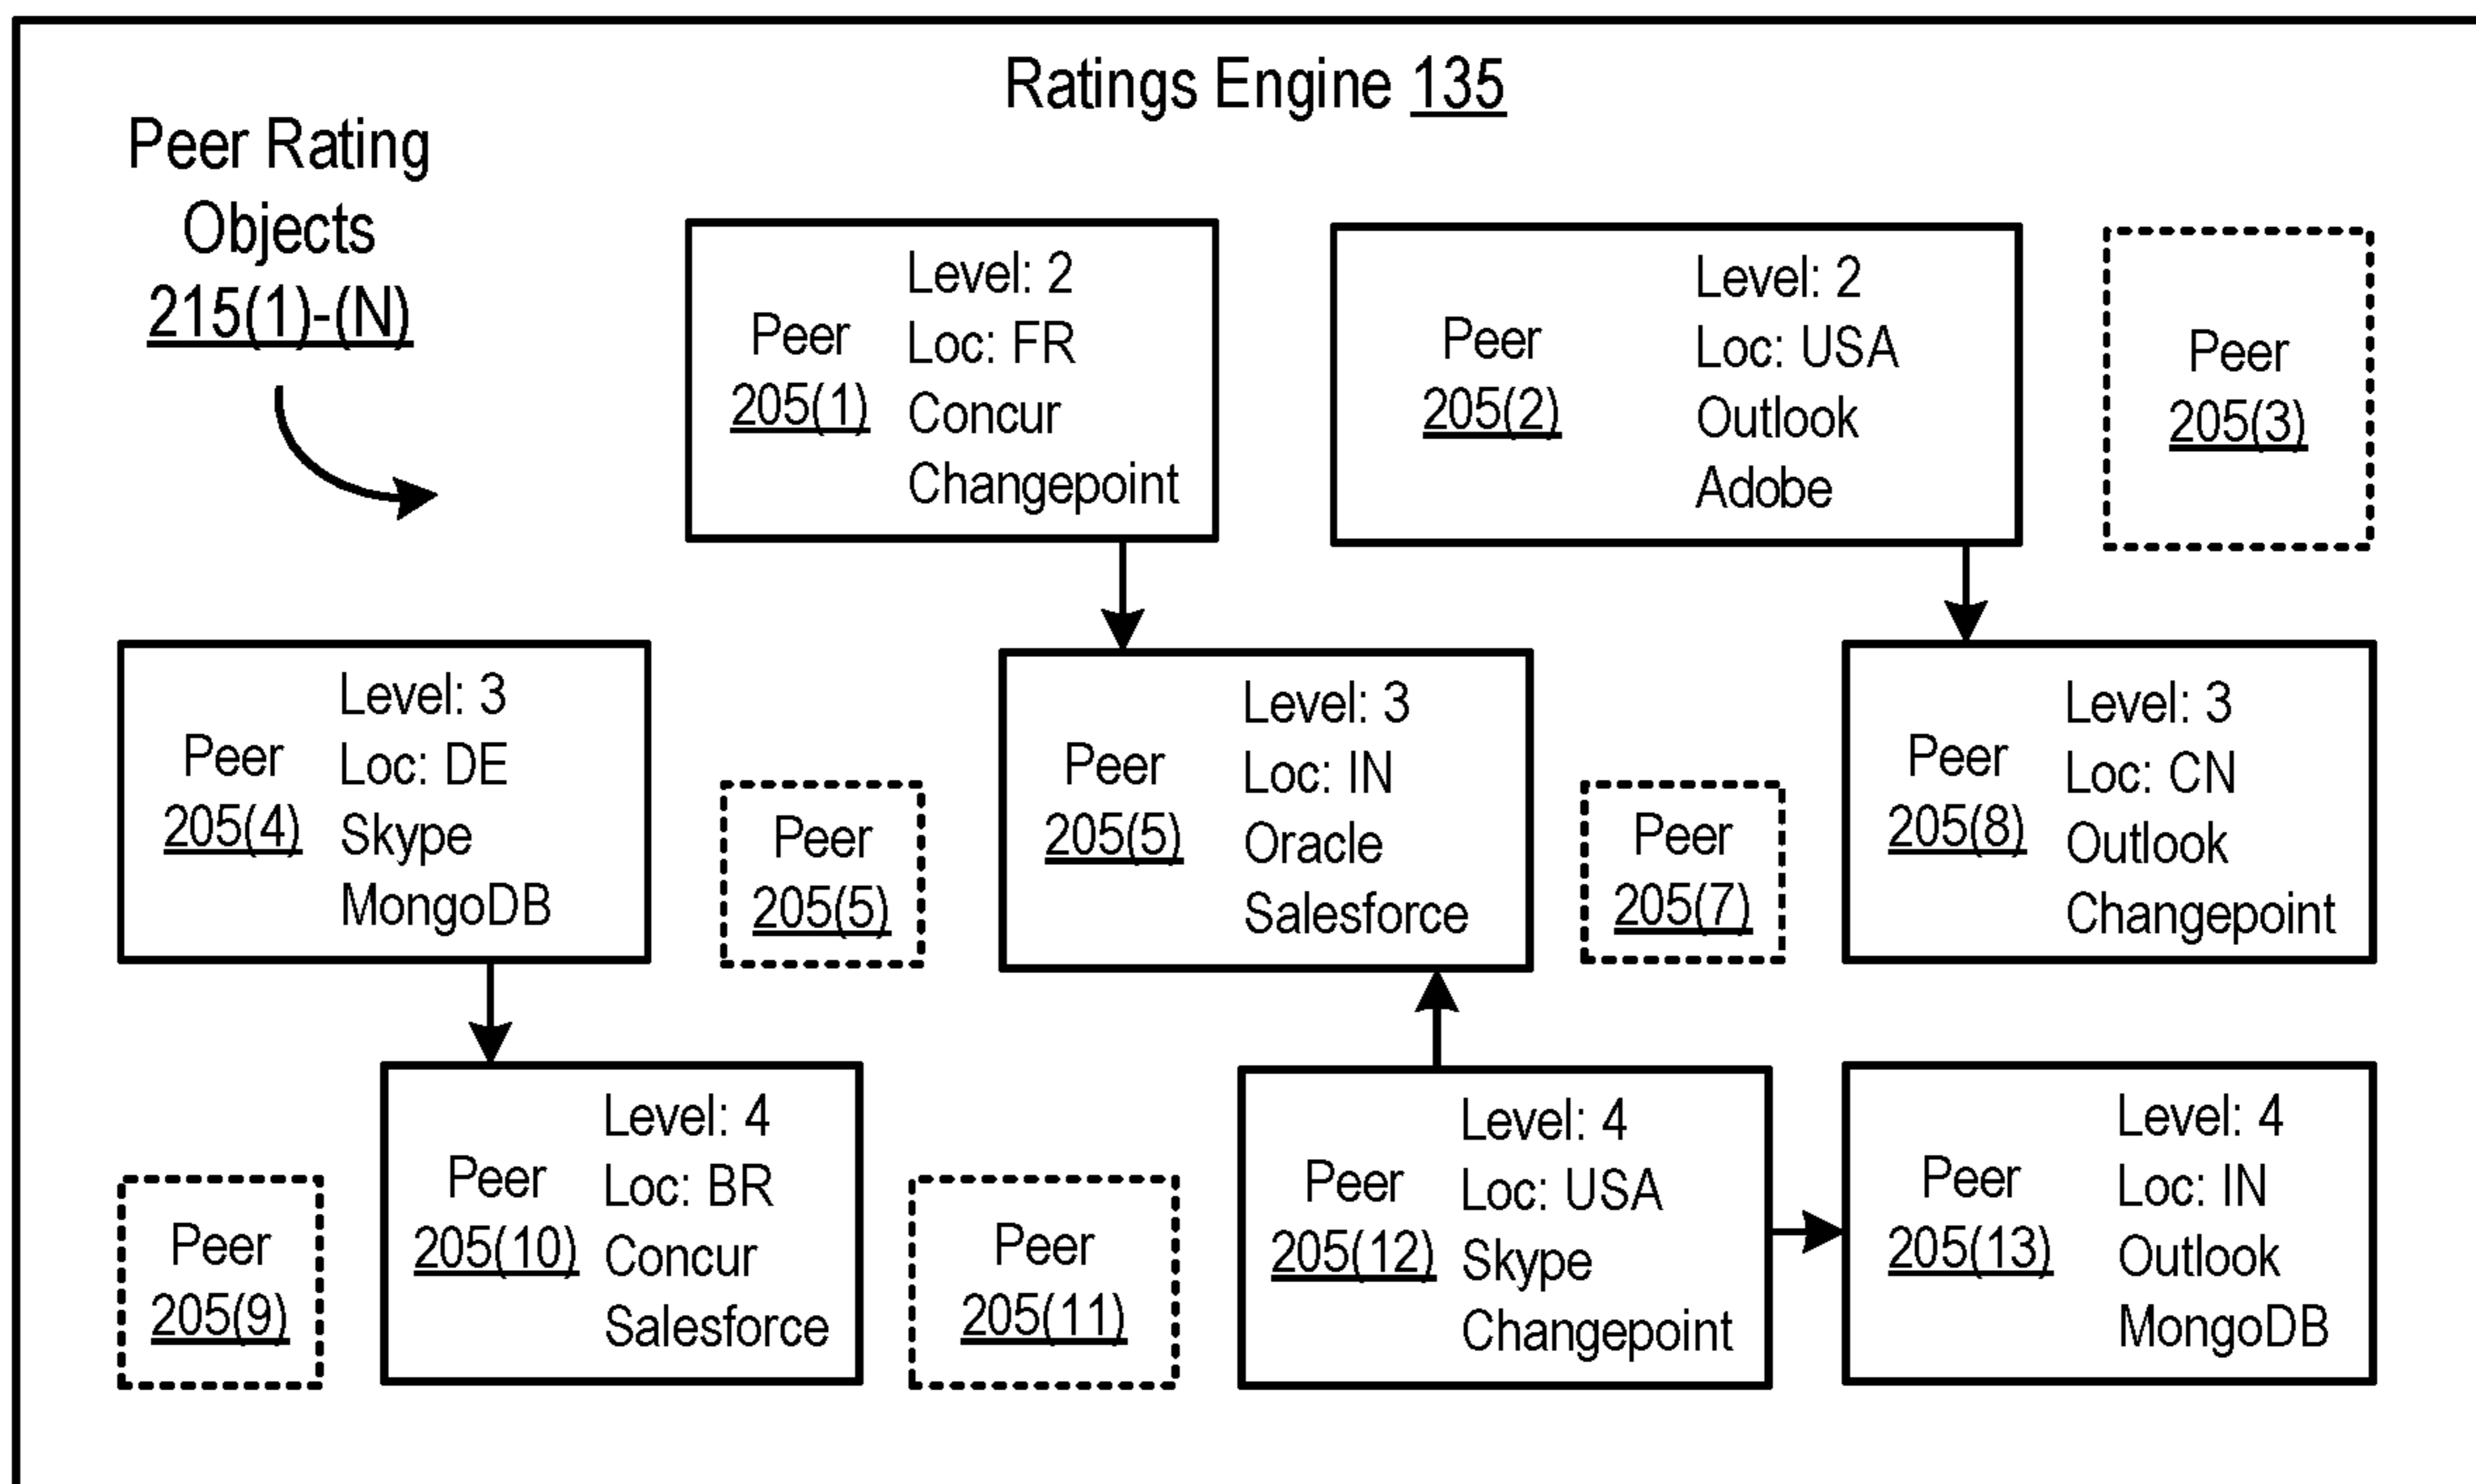 Ratings Engine 135
Peer Rating
Objects
215(1)-(N)
Peer
205(1)
Level: 2
Loc: FR
Concur
Changepoint
Peer
205(2)
Level: 2
Loc: USA
Outlook
Adobe
Peer
205(3)
Peer
205(4)
Level: 3
Loc: DE
Skype
MongoDB
Peer
205(5)
Peer
205(5)
Level: 3
Loc: IN
Oracle
Salesforce
Peer
205(7)
Peer
205(8)
Level: 3
Loc: CN
Outlook
Changepoint
Peer
205(9)
Peer
205(10)
Level: 4
Loc: BR
Concur
Salesforce
Peer
205(11)
Peer
205(12)
Level: 4
Loc: USA
Skype
Changepoint
Peer
205(13)
Level: 4
Loc: IN
Outlook
MongoDB